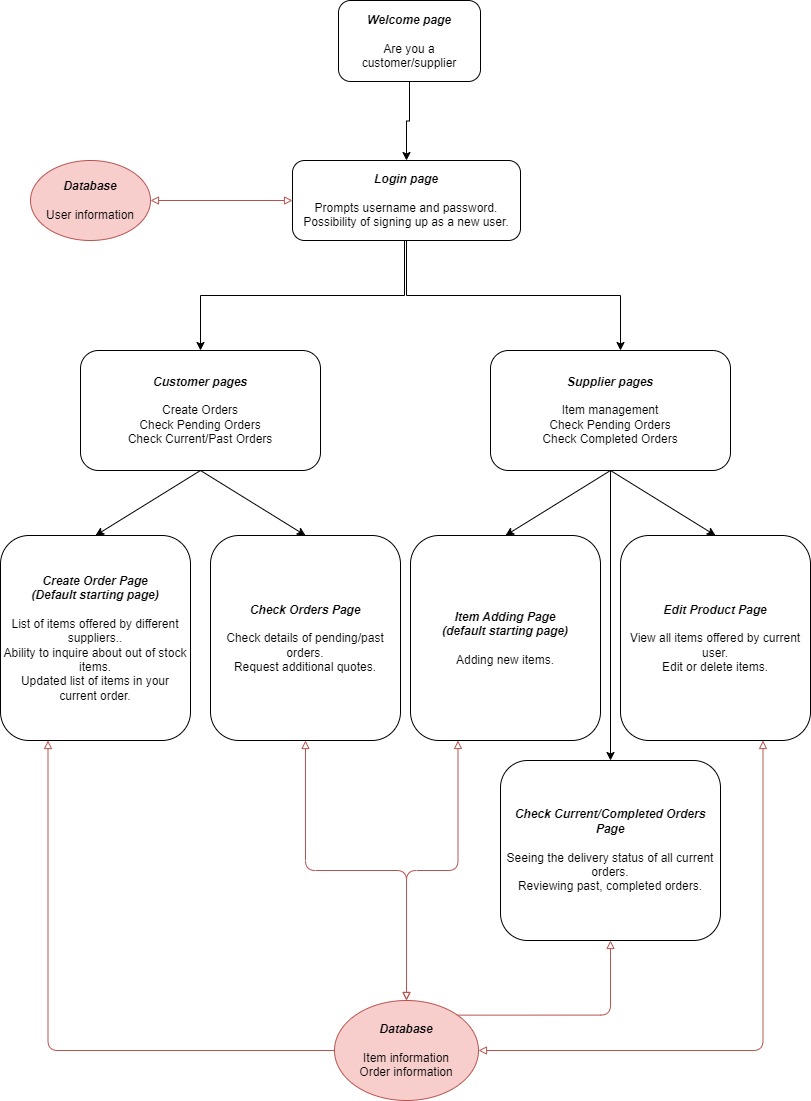 Welcome page
Are you a
customer/supplier
Database
User information
Login page
Prompts username and password.
Possibility of signing up as a new user.
Customer pages
Create Orders
Check Pending Orders
Check Current/Past Orders
Supplier pages
Item management
Check Pending Orders
Check Completed Orders
Create Order Page
(Default starting page)
List of items offered by different
suppliers..
Ability to inquire about out of stock
items.
Updated list of items in your
current order.
Check Orders Page
Check details of pending/past
orders.
Request additional quotes.
Item Adding Page
(default starting page)
Adding new items.
Edit Product Page
View all items offered by current
user.
Edit or delete items.
Check Current/Completed Orders
Page
Seeing the delivery status of all current
orders.
Reviewing past, completed orders.
Database
Item information
Order information